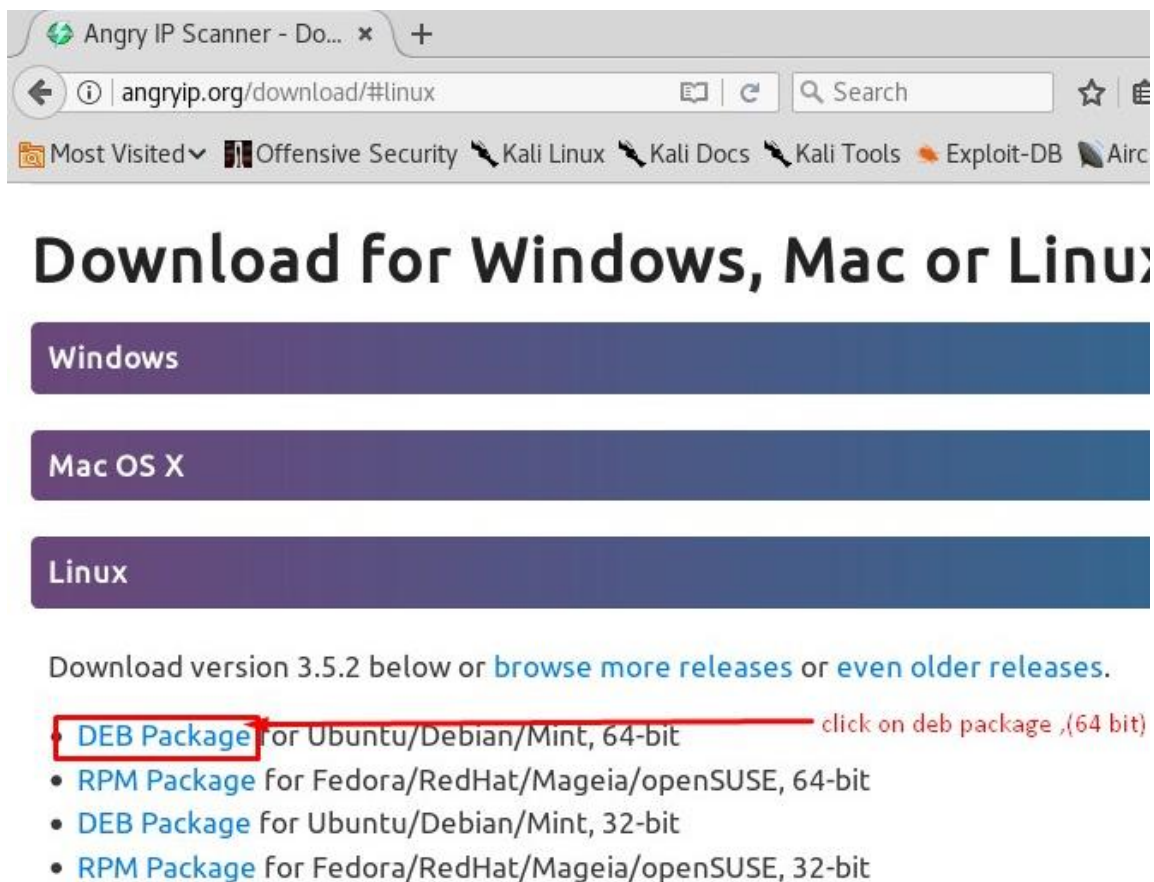 Angry IP Scanner - Do... × +
angryip.org/download/#linux Search
Most Visited Offensive Security Kali Linux Kali Docs Kali Tools Exploit-DB Airc
Download for Windows, Mac or Linux
Windows
Mac OS X
Linux
Download version 3.5.2 below or browse more releases or even older releases.
• DEB Package for Ubuntu/Debian/Mint, 64-bit
click on deb package ,(64 bit)
• RPM Package for Fedora/RedHat/Mageia/openSUSE, 64-bit
• DEB Package for Ubuntu/Debian/Mint, 32-bit
• RPM Package for Fedora/RedHat/Mageia/openSUSE, 32-bit